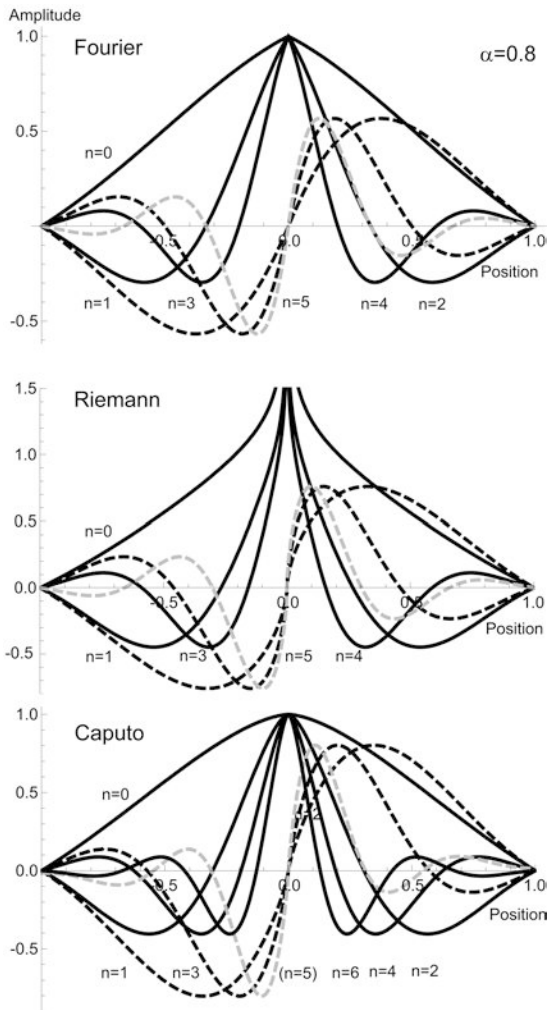 Amplitude
1.0
Fourier
α=0.8
0.5
n=0
-0.5
0.0
0.5
1.0
Position
n=1
n=3
n=5
n=4
n=2
-0.5
1.5
Riemann
1.0
0.5
n=0
0.0
-0.5
0.0
0.5
1.0
Position
n=1
n=3
n=5
n=4
-0.5
1.0
Caputo
0.5
n=0
0.0
-0.5
0.0
0.5
1.0
Position
-0.5
n=1
n=3
(n=5)
n=6
n=4
n=2